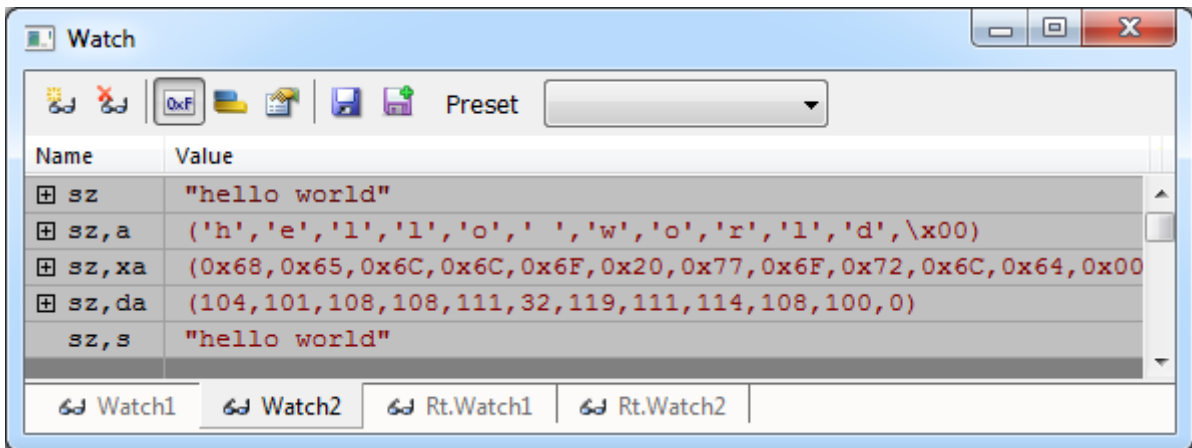 Watch
0xF Preset
Name Value
sz "hello world"
sz,a ('h','e','l','l','o',' ','w','o','r','l','d',\x00)
sz,xa (0x68,0x65,0x6C,0x6C,0x6F,0x20,0x77,0x6F,0x72,0x6C,0x64,0x00
sz,da (104,101,108,108,111,32,119,111,114,108,100,0)
sz,s "hello world"
Watch1 Watch2 Rt.Watch1 Rt.Watch2